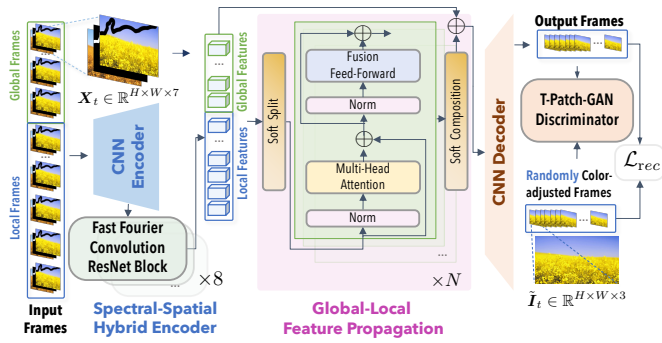 Global Frames
Local Frames
Input
Frames
X_t ∈ ℝ^{H×W×7}
CNN
Encoder
Fast Fourier
Convolution
ResNet Block
...
×8
Spectral-Spatial
Hybrid Encoder
Global Features
Local Features
Soft Split
Fusion
Feed-Forward
Norm
Multi-Head
Attention
Norm
Soft Composition
...
×N
Global-Local
Feature Propagation
CNN Decoder
Output Frames
...
T-Patch-GAN
Discriminator
ℒ_rec
Randomly Color-
adjusted Frames
...
Ĩ_t ∈ ℝ^{H×W×3}